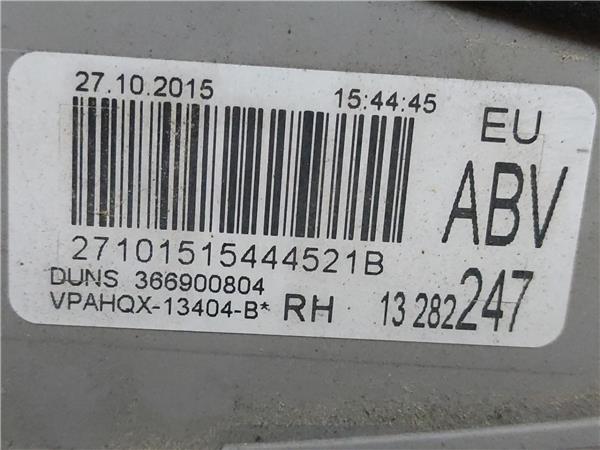 27.10.2015 15:44:45
EU
ABV
27101515444521B
DUNS 366900804
VPAHQX-13404-B* RH 13 282 247